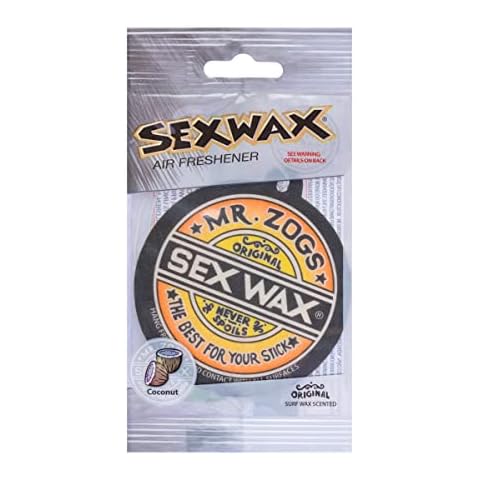 SEXWAX®
AIR FRESHENER
SEE WARNING
DETAILS ON BACK
MR. ZOGS
ORIGINAL
SEX WAX®
NEVER
SPOILS
THE BEST FOR YOUR STICK
Coconut
ORIGINAL
SURF WAX SCENTED